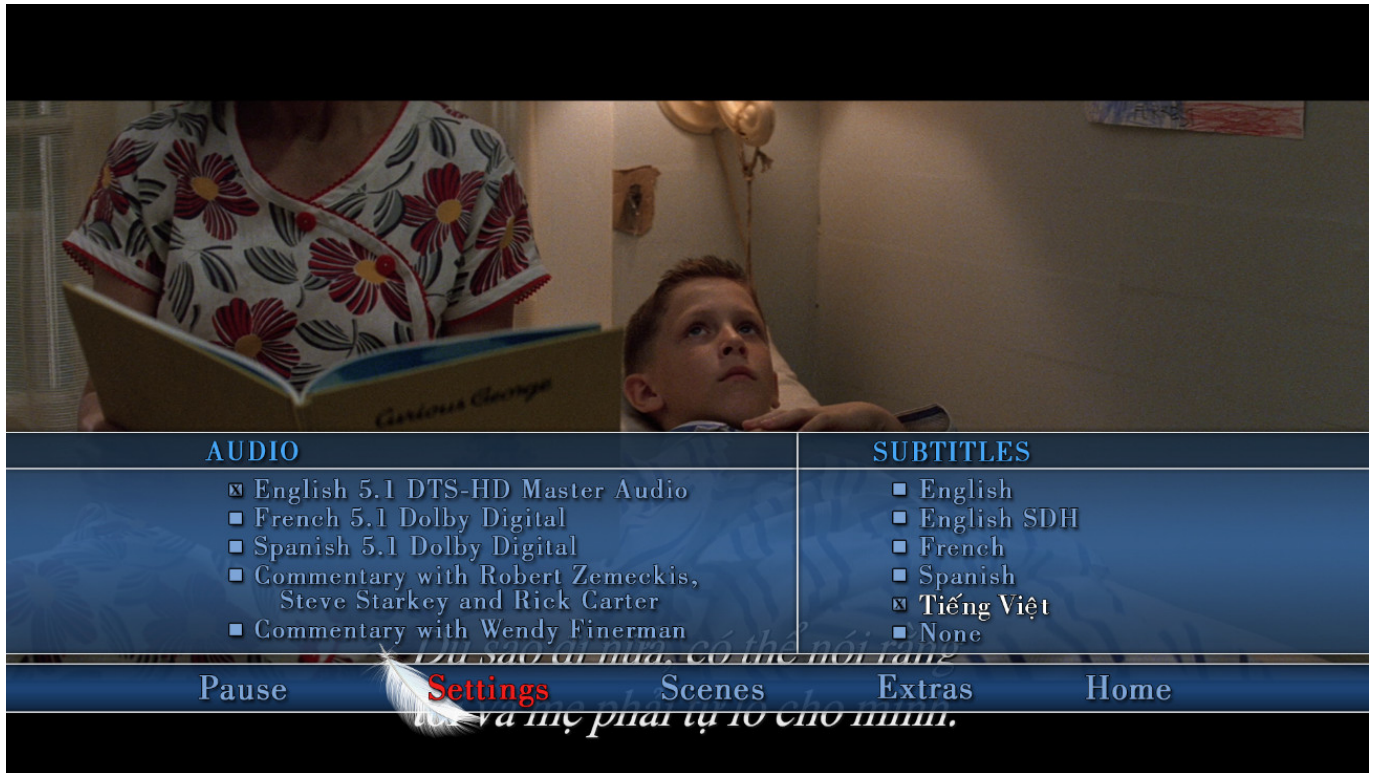 Curious George
AUDIO
English 5.1 DTS-HD Master Audio
French 5.1 Dolby Digital
Spanish 5.1 Dolby Digital
Commentary with Robert Zemeckis,
Steve Starkey and Rick Carter
Commentary with Wendy Finerman
SUBTITLES
English
English SDH
French
Spanish
Tiếng Việt
None
Dù sao đi nữa, có thể nói rằng
Pause
Settings
Scenes
Extras
Home
tôi và mẹ phải tự lo cho mình.